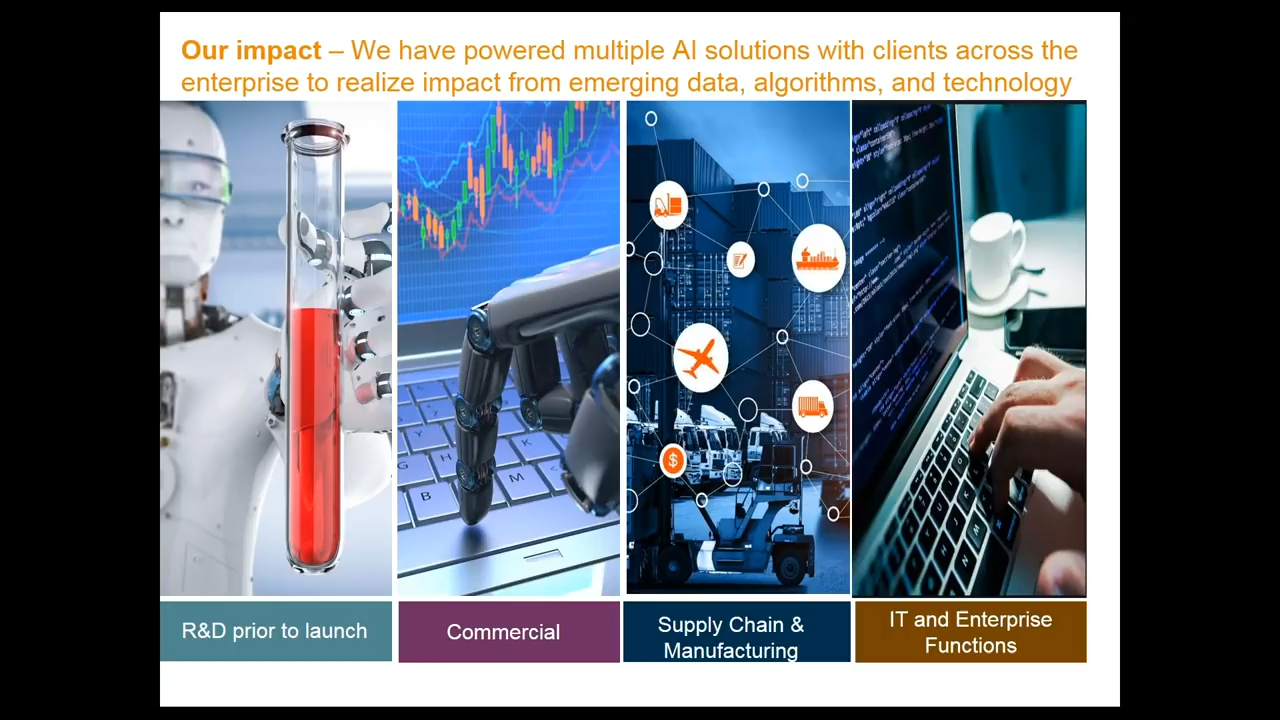 Our impact – We have powered multiple AI solutions with clients across the
enterprise to realize impact from emerging data, algorithms, and technology
R&D prior to launch
Commercial
Supply Chain &
Manufacturing
IT and Enterprise
Functions